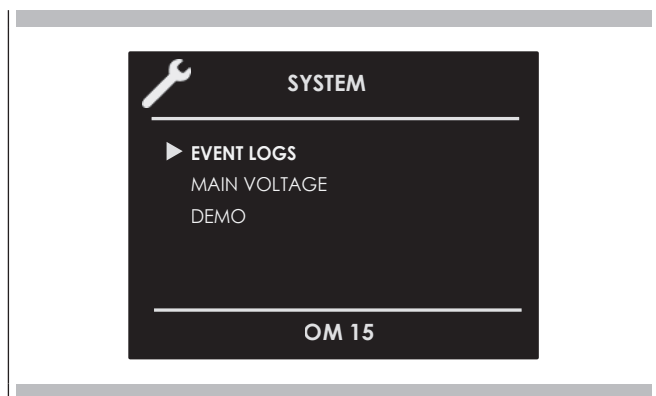 SYSTEM
EVENT LOGS
MAIN VOLTAGE
DEMO
OM 15